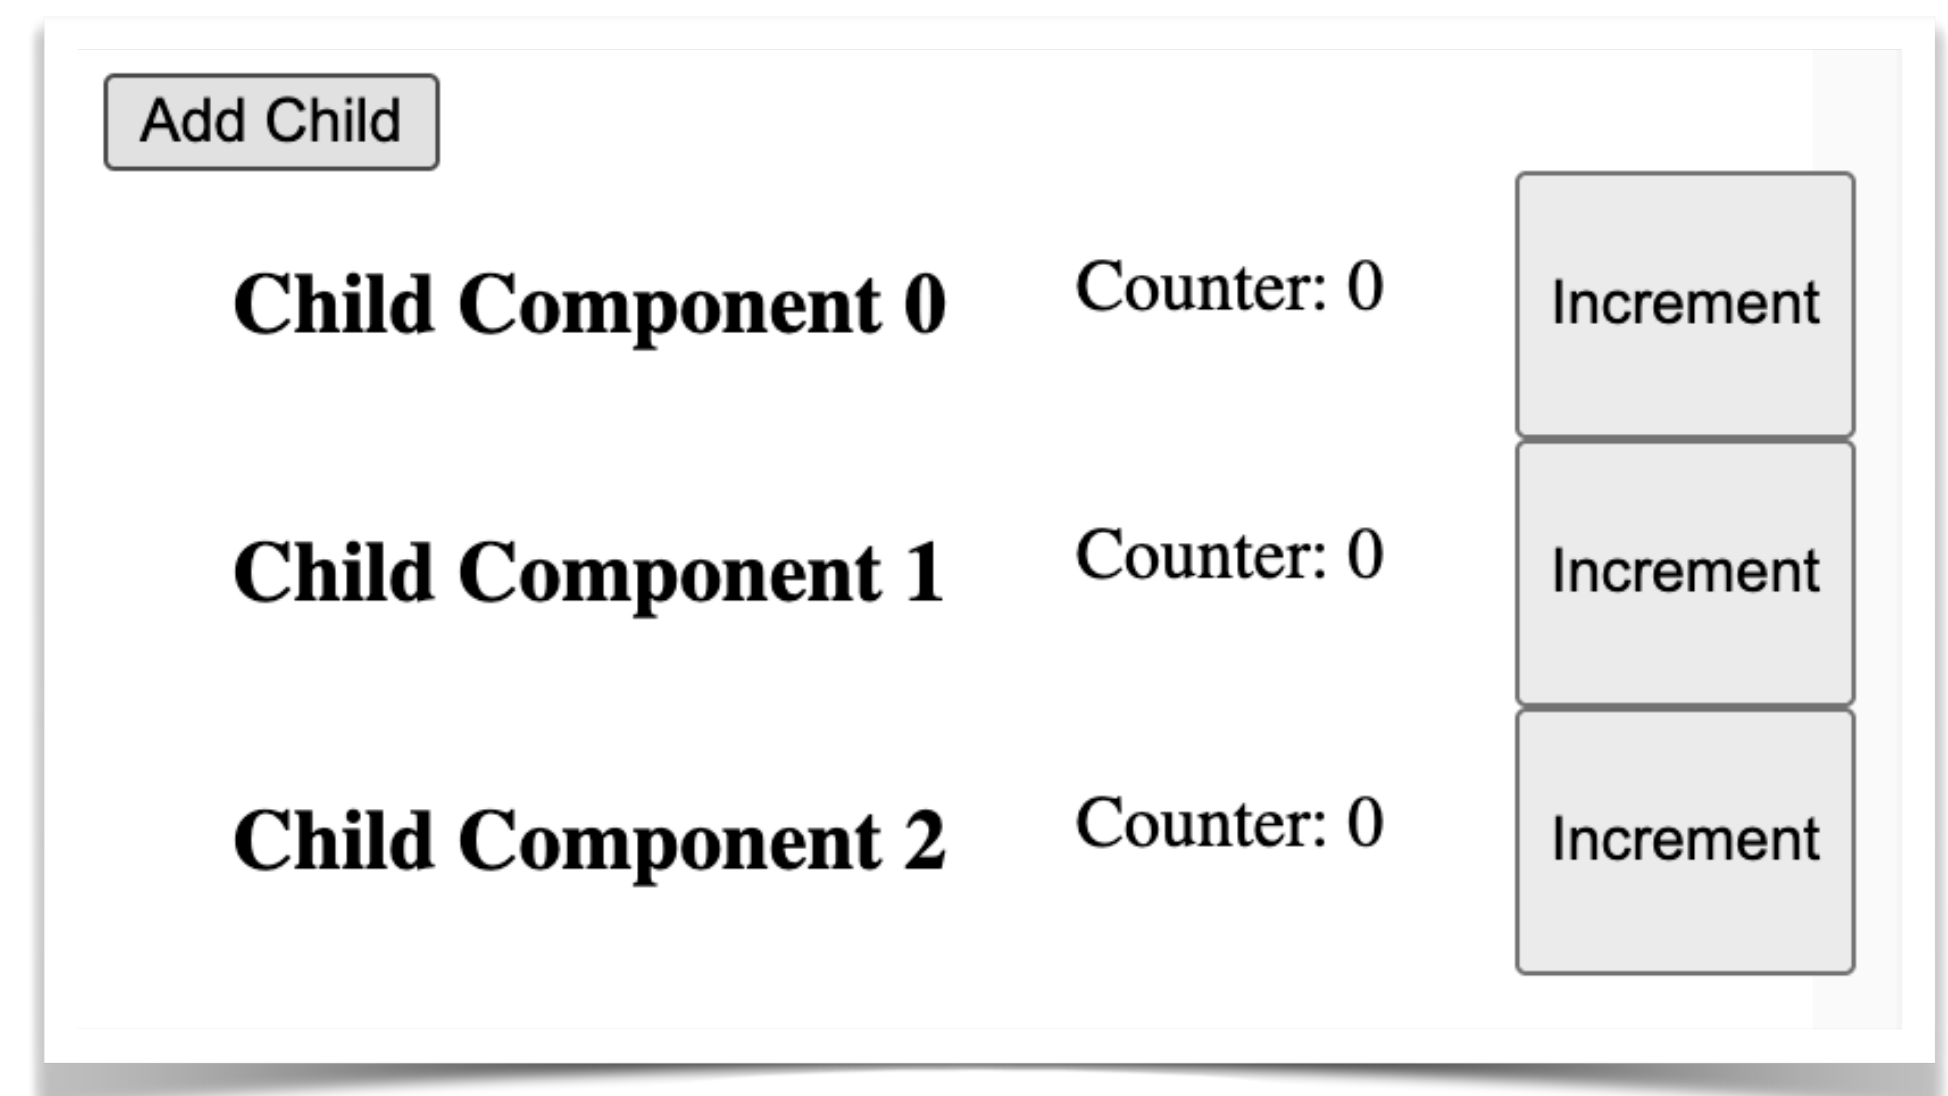 Add Child
Child Component 0 Counter: 0 Increment
Child Component 1 Counter: 0 Increment
Child Component 2 Counter: 0 Increment